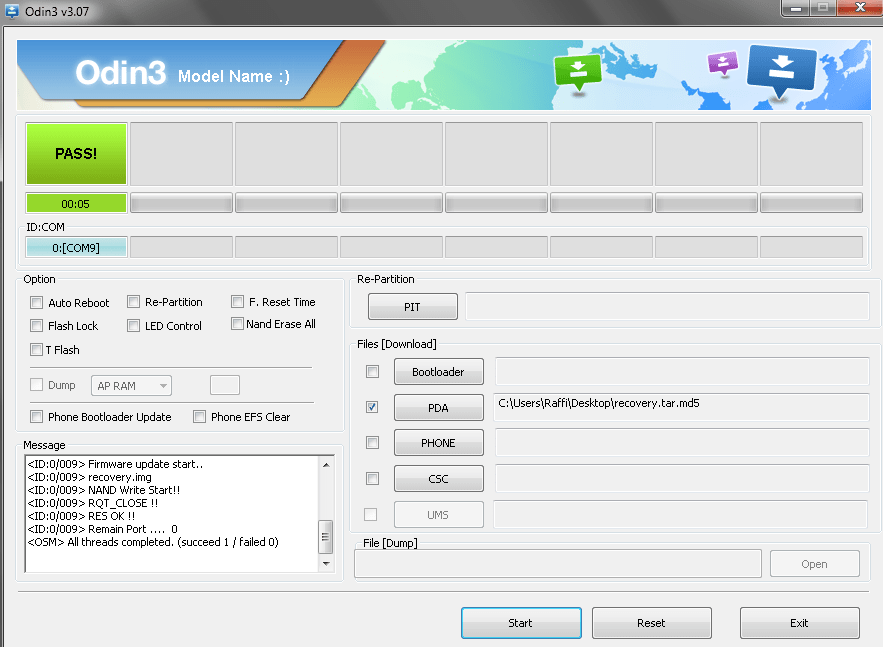 Odin3 v3.07
Odin3 Model Name :)
PASS!
00:05
ID:COM
0:[COM9]
Option
Auto Reboot
Re-Partition
F. Reset Time
Flash Lock
LED Control
Nand Erase All
T Flash
Dump
AP RAM
Phone Bootloader Update
Phone EFS Clear
Message
<ID:0/009> Firmware update start..
<ID:0/009> recovery.img
<ID:0/009> NAND Write Start!!
<ID:0/009> RQT_CLOSE !!
<ID:0/009> RES OK !!
<ID:0/009> Remain Port .... 0
<OSM> All threads completed. (succeed 1 / failed 0)
Re-Partition
PIT
Files [Download]
Bootloader
PDA
C:\Users\Raffi\Desktop\recovery.tar.md5
PHONE
CSC
UMS
File [Dump]
Open
Start
Reset
Exit